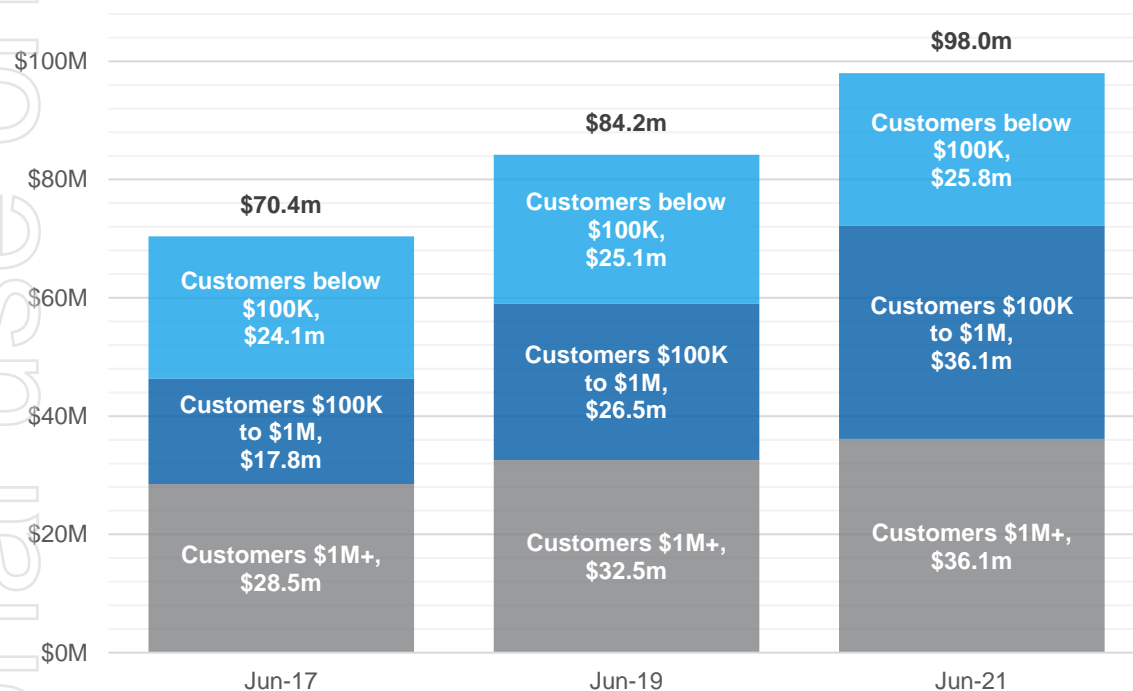 $98.0m
$100M
$84.2m
Customers below
$100K,
$25.8m
$80M
$70.4m
Customers below
$100K,
$25.1m
Customers below
$100K,
$24.1m
$60M
Customers $100K
to $1M,
$36.1m
Customers $100K
to $1M,
$26.5m
Customers $100K
to $1M,
$17.8m
$40M
$20M
Customers $1M+,
$28.5m
Customers $1M+,
$32.5m
Customers $1M+,
$36.1m
$0M
Jun-17
Jun-19
Jun-21